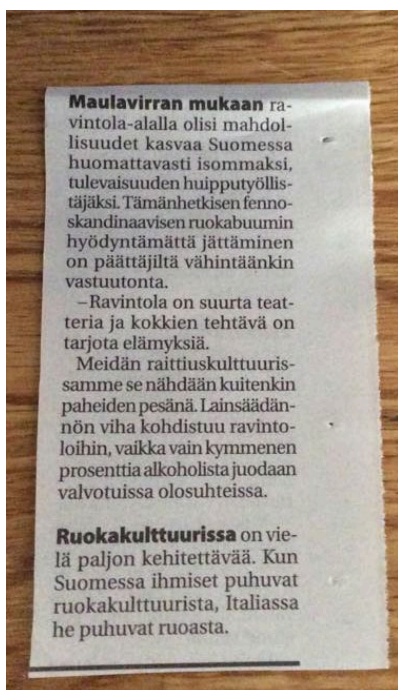 Maulavirran mukaan ra-
vintola-alalla olisi mahdol-
lisuudet kasvaa Suomessa
huomattavasti isommaksi,
tulevaisuuden huipputyöllis-
täjäksi. Tämänhetkisen fenno-
skandinaavisen ruokabuumin
hyödyntämättä jättäminen
on päättäjiltä vähintäänkin
vastuutonta.
–Ravintola on suurta teat-
teria ja kokkien tehtävä on
tarjota elämyksiä.
Meidän raittiuskulttuuris-
samme se nähdään kuitenkin
paheiden pesänä. Lainsäädän-
nön viha kohdistuu ravinto-
loihin, vaikka vain kymmenen
prosenttia alkoholista juodaan
valvotuissa olosuhteissa.
Ruokakulttuurissa on vie-
lä paljon kehitettävää. Kun
Suomessa ihmiset puhuvat
ruokakulttuurista, Italiassa
he puhuvat ruoasta.